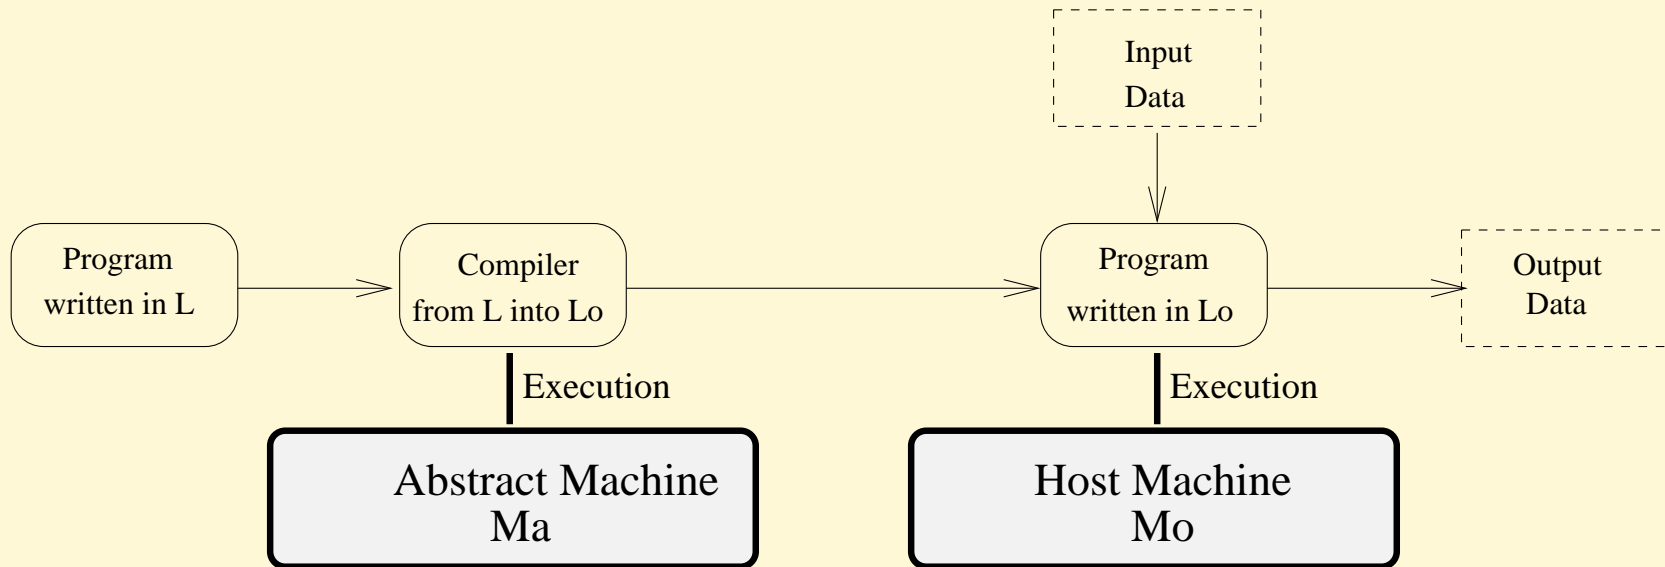 Input
Data
Program
written in L
Compiler
from L into Lo
Program
written in Lo
Output
Data
Execution
Execution
Abstract Machine
Ma
Host Machine
Mo